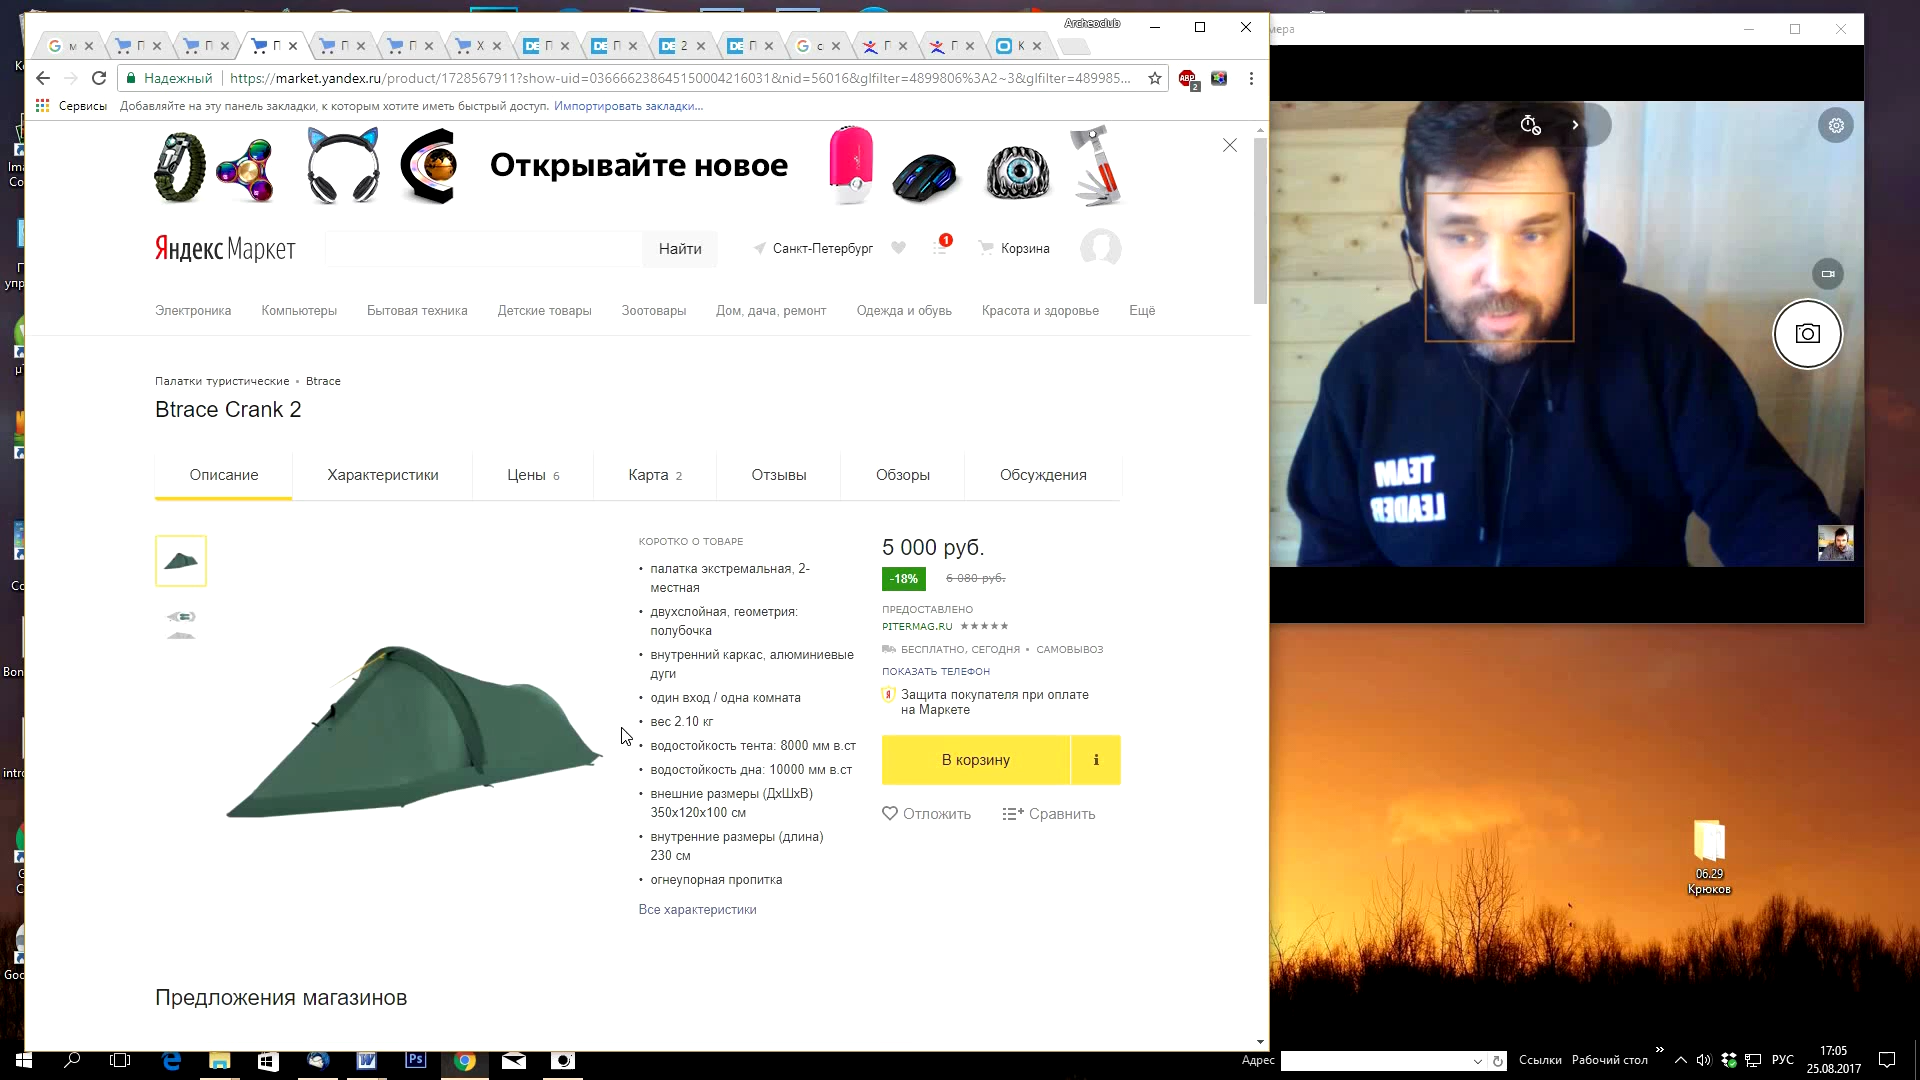 Archeoclub
мера
Надежный
https://market.yandex.ru/product/1728567911?show-uid=036666238645150004216031&nid=56016&glfilter=4899806%3A2~3&glfilter=489985...
Сервисы
Добавляйте на эту панель закладки, к которым хотите иметь быстрый доступ. Импортировать закладки...
Открывайте новое
Яндекс Маркет
Найти
Санкт-Петербург
1
Корзина
Электроника
Компьютеры
Бытовая техника
Детские товары
Зоотовары
Дом, дача, ремонт
Одежда и обувь
Красота и здоровье
Ещё
Палатки туристические • Btrace
Btrace Crank 2
Описание
Характеристики
Цены 6
Карта 2
Отзывы
Обзоры
Обсуждения
КОРОТКО О ТОВАРЕ
• палатка экстремальная, 2-
местная
• двухслойная, геометрия:
полубочка
• внутренний каркас, алюминиевые
дуги
• один вход / одна комната
• вес 2.10 кг
• водостойкость тента: 8000 мм в.ст
• водостойкость дна: 10000 мм в.ст
• внешние размеры (ДxШxВ)
350x120x100 см
• внутренние размеры (длина)
230 см
• огнеупорная пропитка
Все характеристики
5 000 руб.
-18%
6 080 руб.
ПРЕДОСТАВЛЕНО
PITERMAG.RU ★★★★★
БЕСПЛАТНО, СЕГОДНЯ • САМОВЫВОЗ
ПОКАЗАТЬ ТЕЛЕФОН
Защита покупателя при оплате
на Маркете
В корзину
Отложить
Сравнить
Предложения магазинов
TEAM
LEADER
06.29
Крюков
Адрес
Ссылки
Рабочий стол
РУС
17:05
25.08.2017